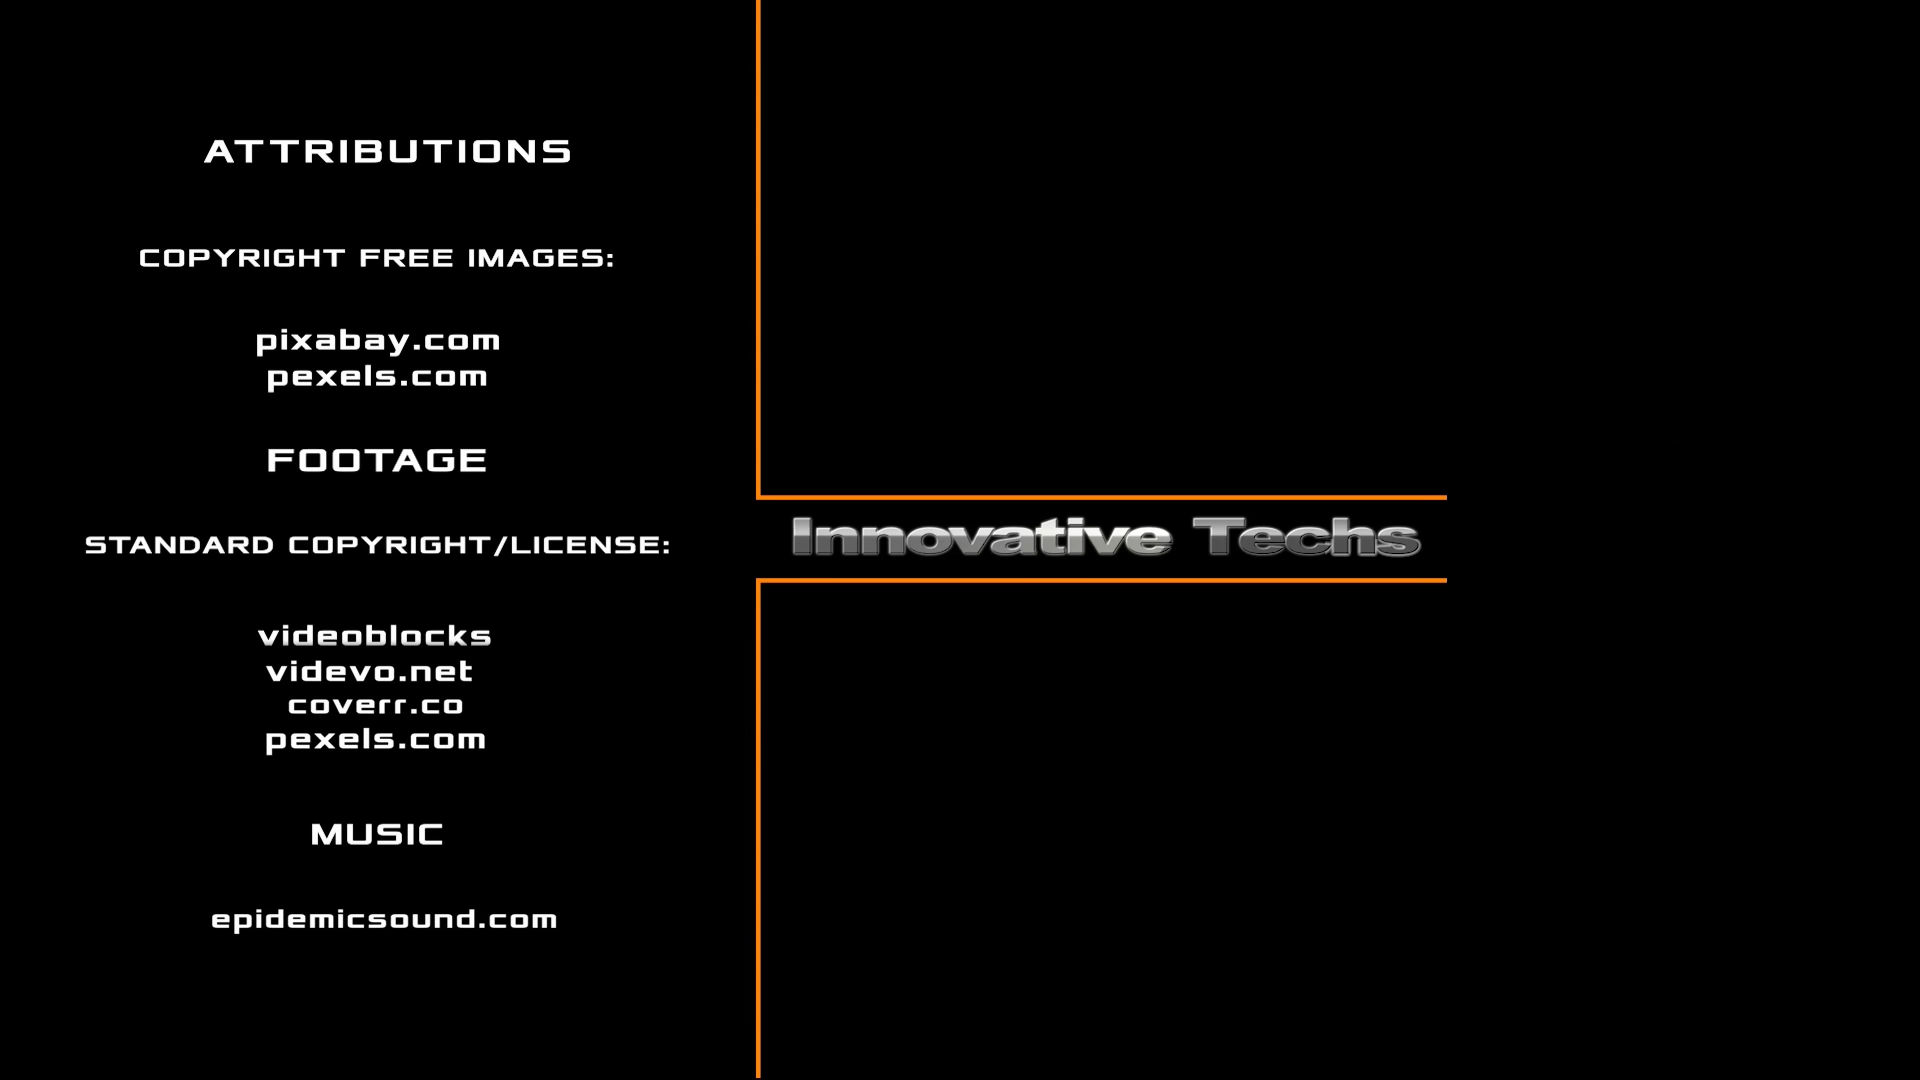 ATTRIBUTIONS
COPYRIGHT FREE IMAGES:
pixabay.com
pexels.com
FOOTAGE
STANDARD COPYRIGHT/LICENSE:
videoblocks
videvo.net
coverr.co
pexels.com
MUSIC
epidemicsound.com
Innovative Techs